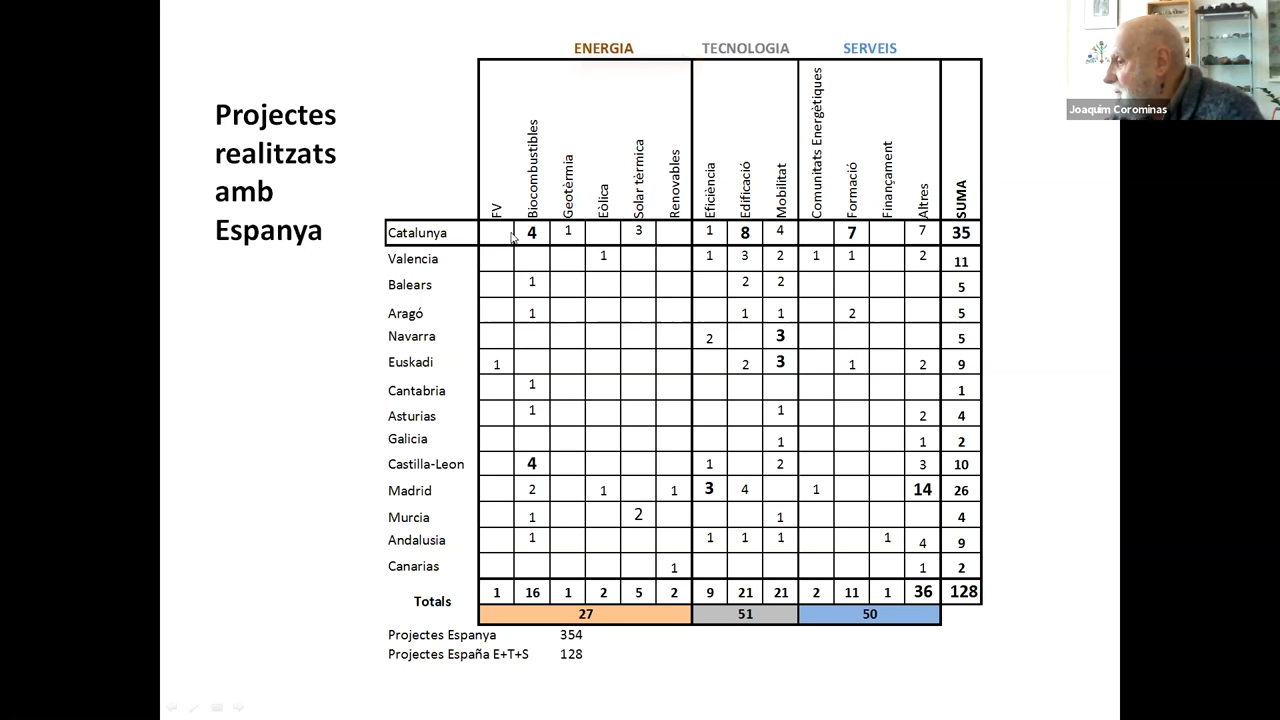 ENERGIA TECNOLOGIA SERVEIS
Projectes
realitzats
amb
Espanya
FV Biocombustibles Geotèrmia Eòlica Solar tèrmica Renovables Eficiència Edificació Mobilitat Comunitats Energètiques Formació Finançament Altres SUMA
Catalunya 4 1 3 1 8 4 7 7 35
Valencia 1 1 3 2 1 1 2 11
Balears 1 2 2 5
Aragó 1 1 1 2 5
Navarra 2 3 5
Euskadi 1 2 3 1 2 9
Cantabria 1 1
Asturias 1 1 2 4
Galicia 1 1 2
Castilla-Leon 4 1 2 3 10
Madrid 2 1 1 3 4 1 14 26
Murcia 1 2 1 4
Andalusia 1 1 1 1 1 4 9
Canarias 1 1 2
Totals 1 16 1 2 5 2 9 21 21 2 11 1 36 128
27 51 50
Projectes Espanya 354
Projectes España E+T+S 128
Joaquim Corominas